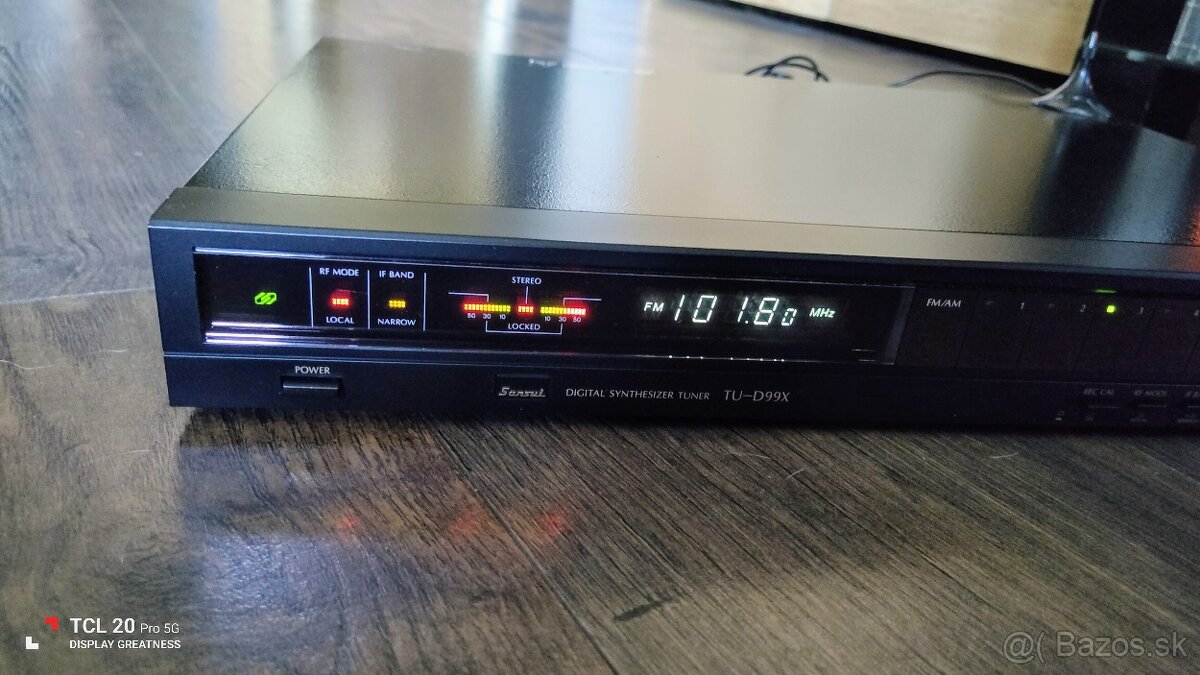 RF MODE
IF BAND
STEREO
LOCAL
NARROW
50 30 10
10 30 50
LOCKED
FM 101.80 MHz
FM/AM
1 2 3
POWER
Sansui
DIGITAL SYNTHESIZER TUNER TU-D99X
REC CAL
RF MODE
TCL 20 Pro 5G
DISPLAY GREATNESS
@( Bazos.sk